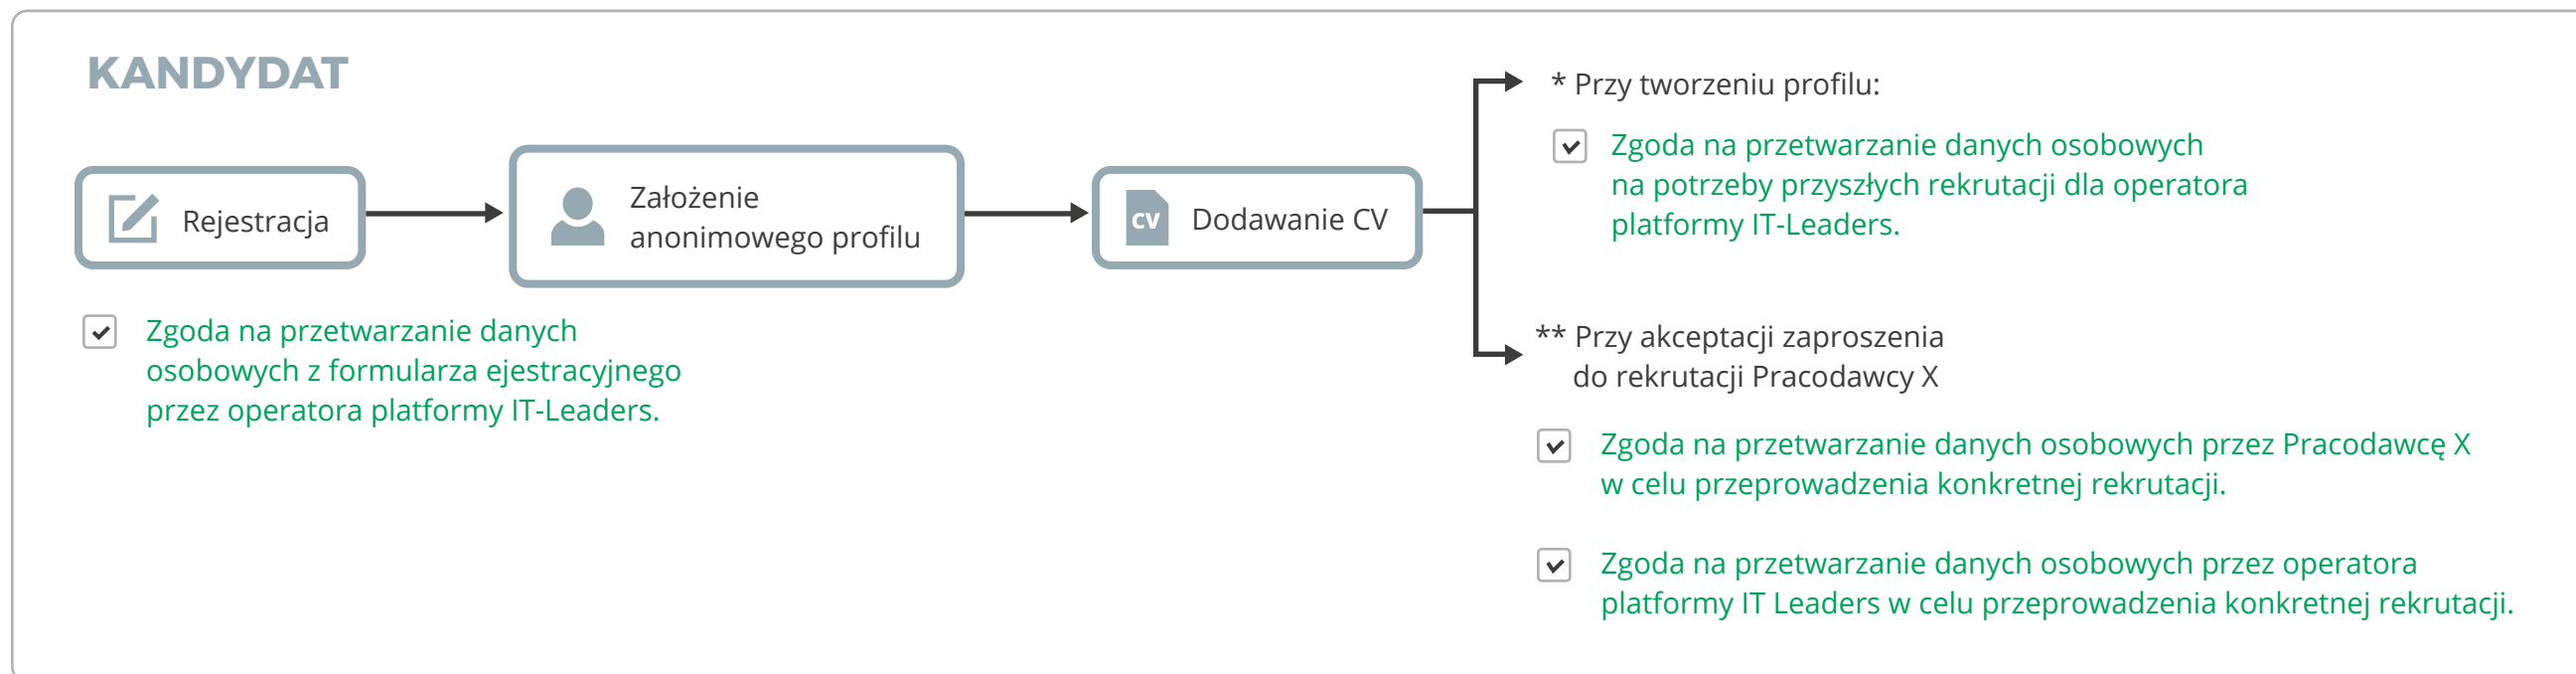 KANDYDAT
Rejestracja
Założenie
anonimowego profilu
CV
Dodawanie CV
Zgoda na przetwarzanie danych
osobowych z formularza ejestracyjnego
przez operatora platformy IT-Leaders.
* Przy tworzeniu profilu:
Zgoda na przetwarzanie danych osobowych
na potrzeby przyszłych rekrutacji dla operatora
platformy IT-Leaders.
** Przy akceptacji zaproszenia
do rekrutacji Pracodawcy X
Zgoda na przetwarzanie danych osobowych przez Pracodawcę X
w celu przeprowadzenia konkretnej rekrutacji.
Zgoda na przetwarzanie danych osobowych przez operatora
platformy IT Leaders w celu przeprowadzenia konkretnej rekrutacji.